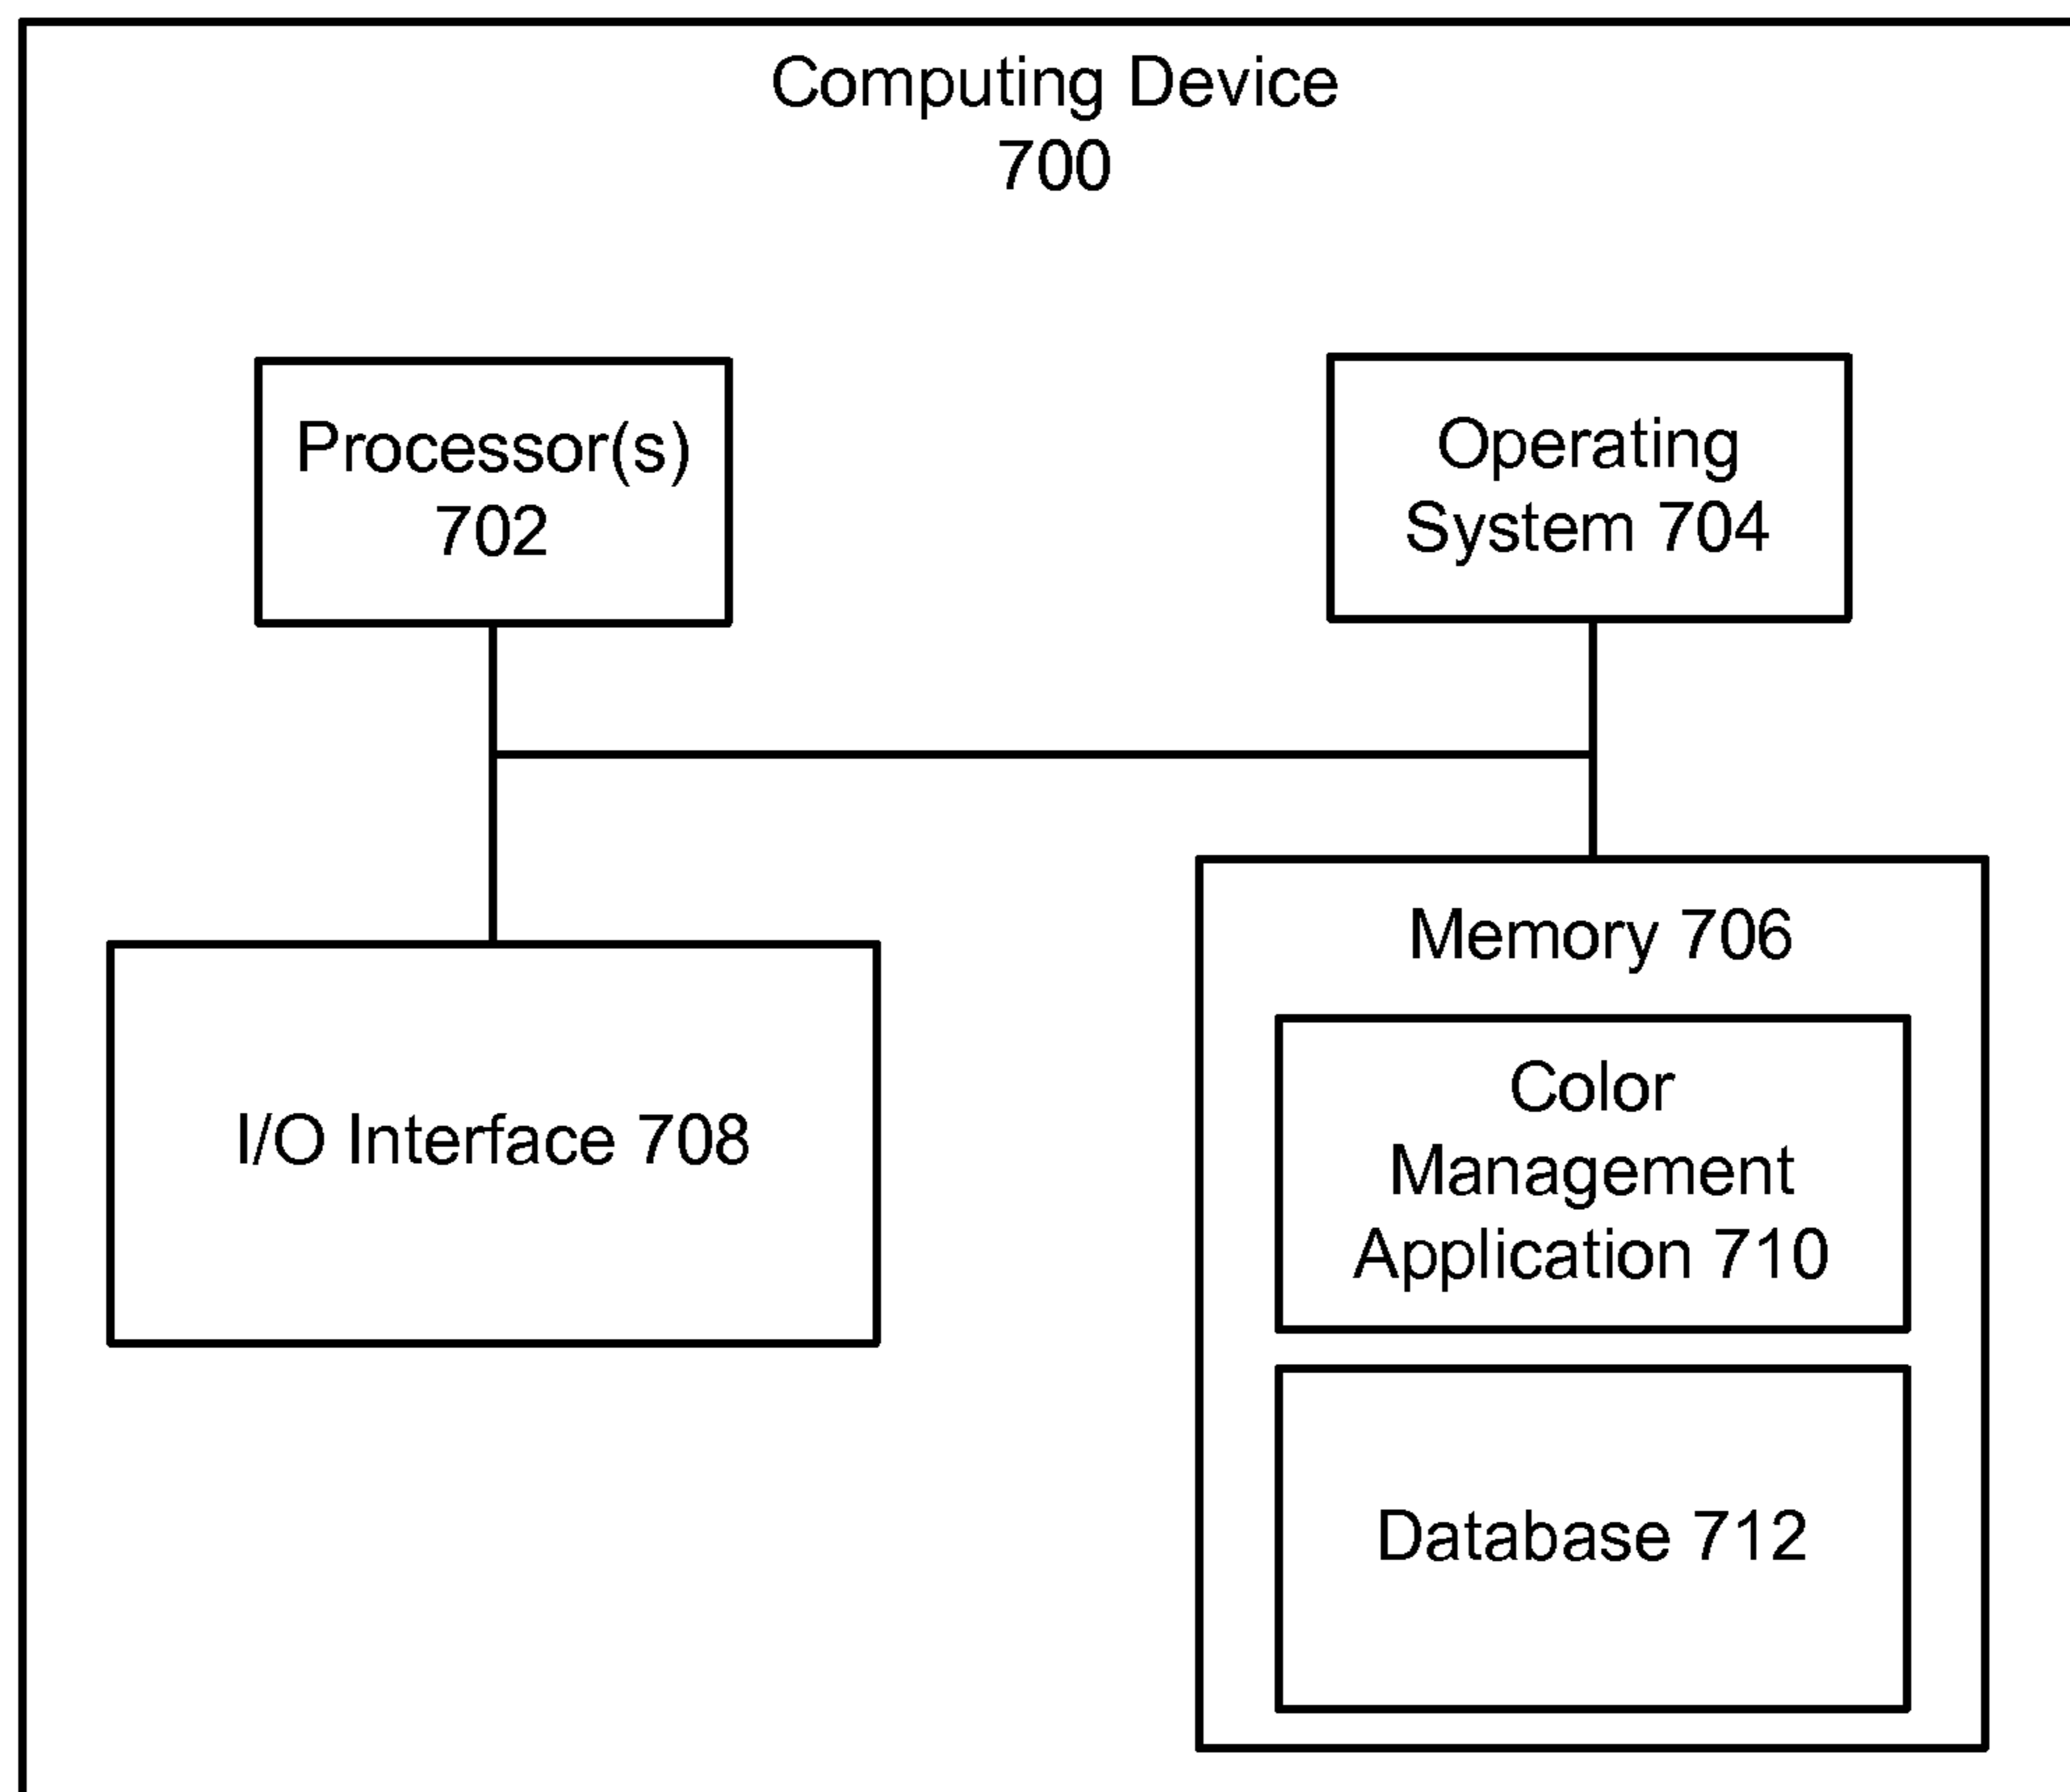 Computing Device
700
Processor(s)
702
Operating
System 704
I/O Interface 708
Memory 706
Color
Management
Application 710
Database 712